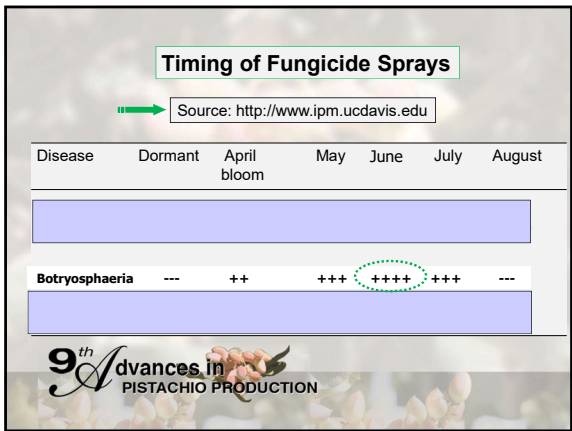 Timing of Fungicide Sprays
Source: http://www.ipm.ucdavis.edu
Disease Dormant April bloom May June July August
Botryosphaeria --- ++ +++ ++++ +++ ---
9th Advances in
PISTACHIO PRODUCTION